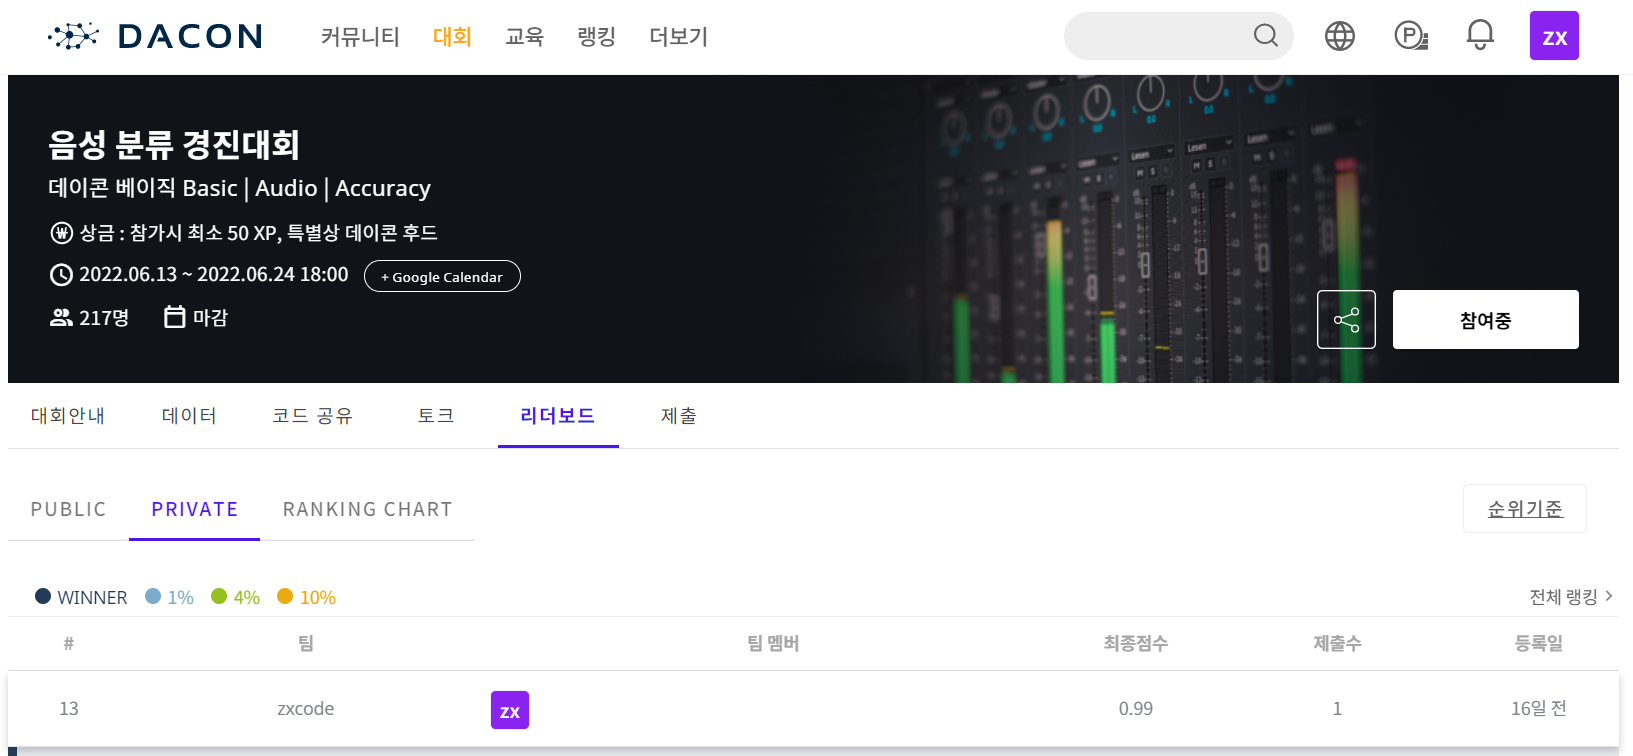 DACON 커뮤니티 대회 교육 랭킹 더보기 P ZX
음성 분류 경진대회
데이콘 베이직 Basic | Audio | Accuracy
상금 : 참가시 최소 50 XP, 특별상 데이콘 후드
2022.06.13 ~ 2022.06.24 18:00 + Google Calendar
217명 마감
참여중
대회안내 데이터 코드 공유 토크 리더보드 제출
PUBLIC PRIVATE RANKING CHART 순위기준
WINNER 1% 4% 10% 전체 랭킹 >
# 팀 팀 멤버 최종점수 제출수 등록일
13 zxcode ZX 0.99 1 16일 전